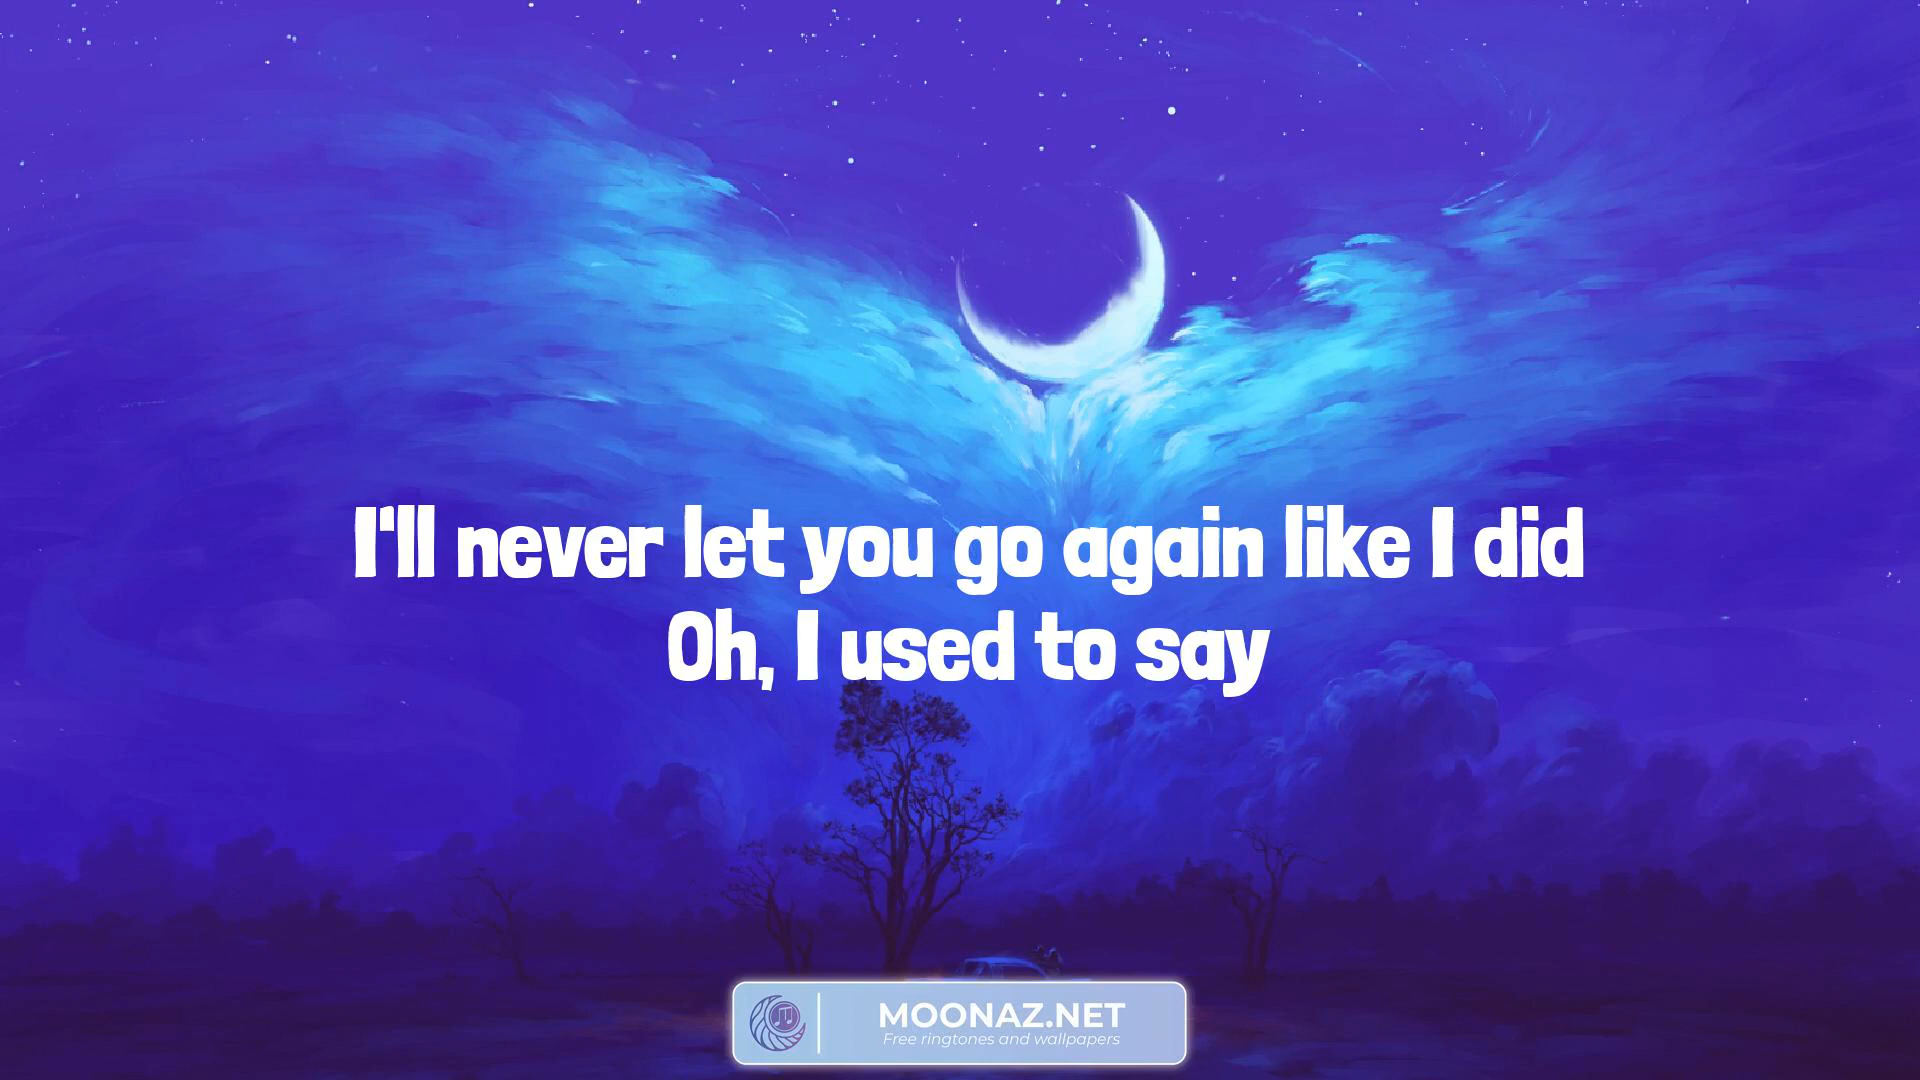 I'll never let you go again like I did
Oh, I used to say
MOONAZ.NET
Free ringtones and wallpapers